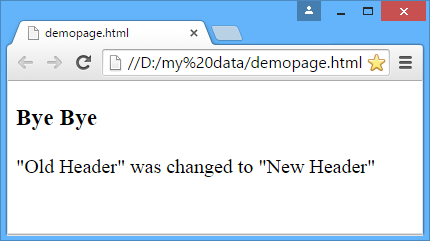 demopage.html
//D:/my%20data/demopage.html
Bye Bye
"Old Header" was changed to "New Header"